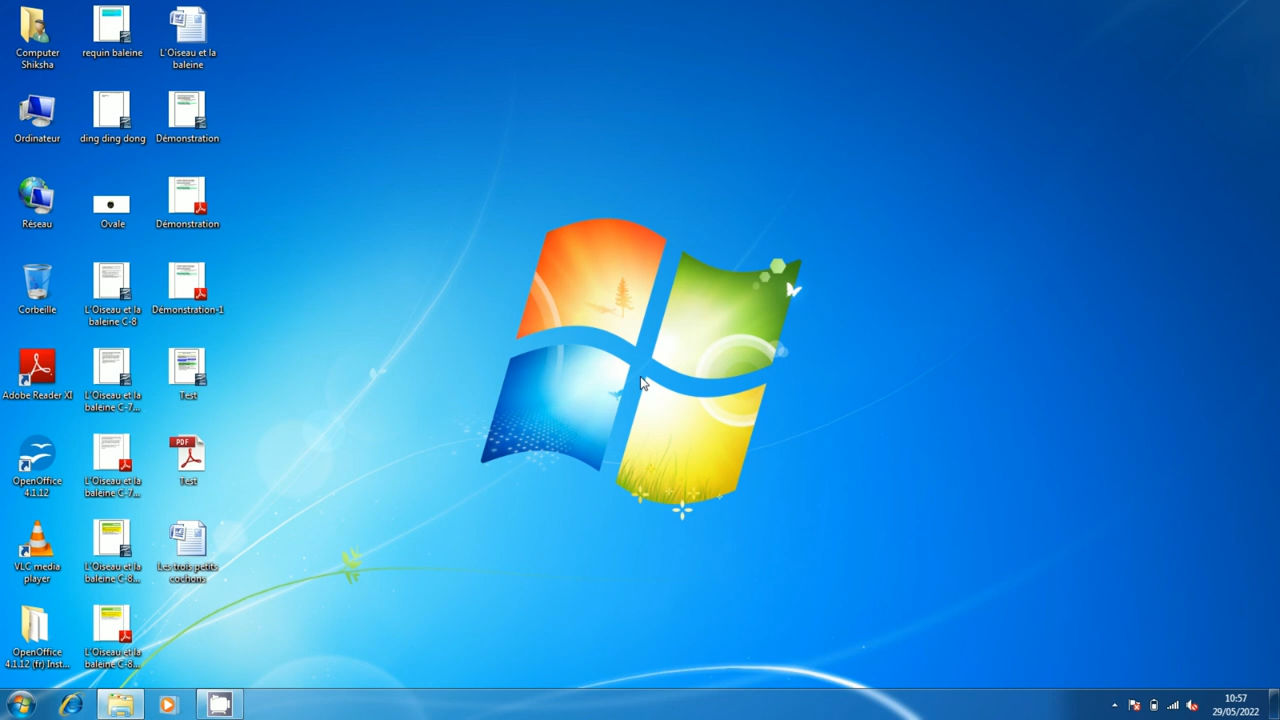 Computer
Shiksha
requin baleine
L'Oiseau et la
baleine
Ordinateur
ding ding dong
Démonstration
Réseau
Ovale
Démonstration
Corbeille
L'Oiseau et la
baleine C-8
Démonstration-1
Adobe Reader XI
L'Oiseau et la
baleine C-7...
Test
OpenOffice
4.1.12
L'Oiseau et la
baleine C-7...
PDF
Test
VLC media
player
L'Oiseau et la
baleine C-8...
Les trois petits
cochons
OpenOffice
4.1.12 (fr) Inst...
L'Oiseau et la
baleine C-8...
10:57
29/05/2022